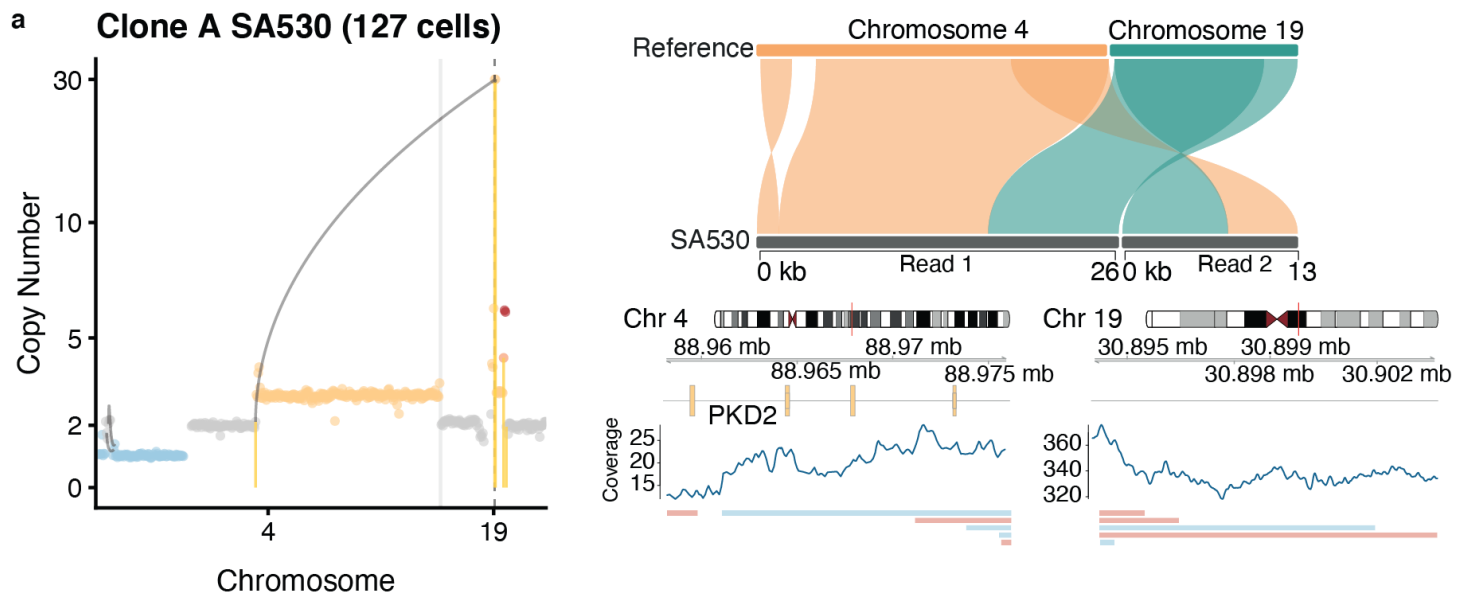 a
Clone A SA530 (127 cells)
Copy Number
30
10
5
2
0
4
19
Chromosome
Chromosome 4
Chromosome 19
Reference
SA530
0 kb
Read 1
26
0 kb
Read 2
13
Chr 4
88.96 mb
88.97 mb
88.965 mb
88.975 mb
PKD2
Coverage
25
20
15
Chr 19
30.895 mb
30.899 mb
30.898 mb
30.902 mb
360
340
320